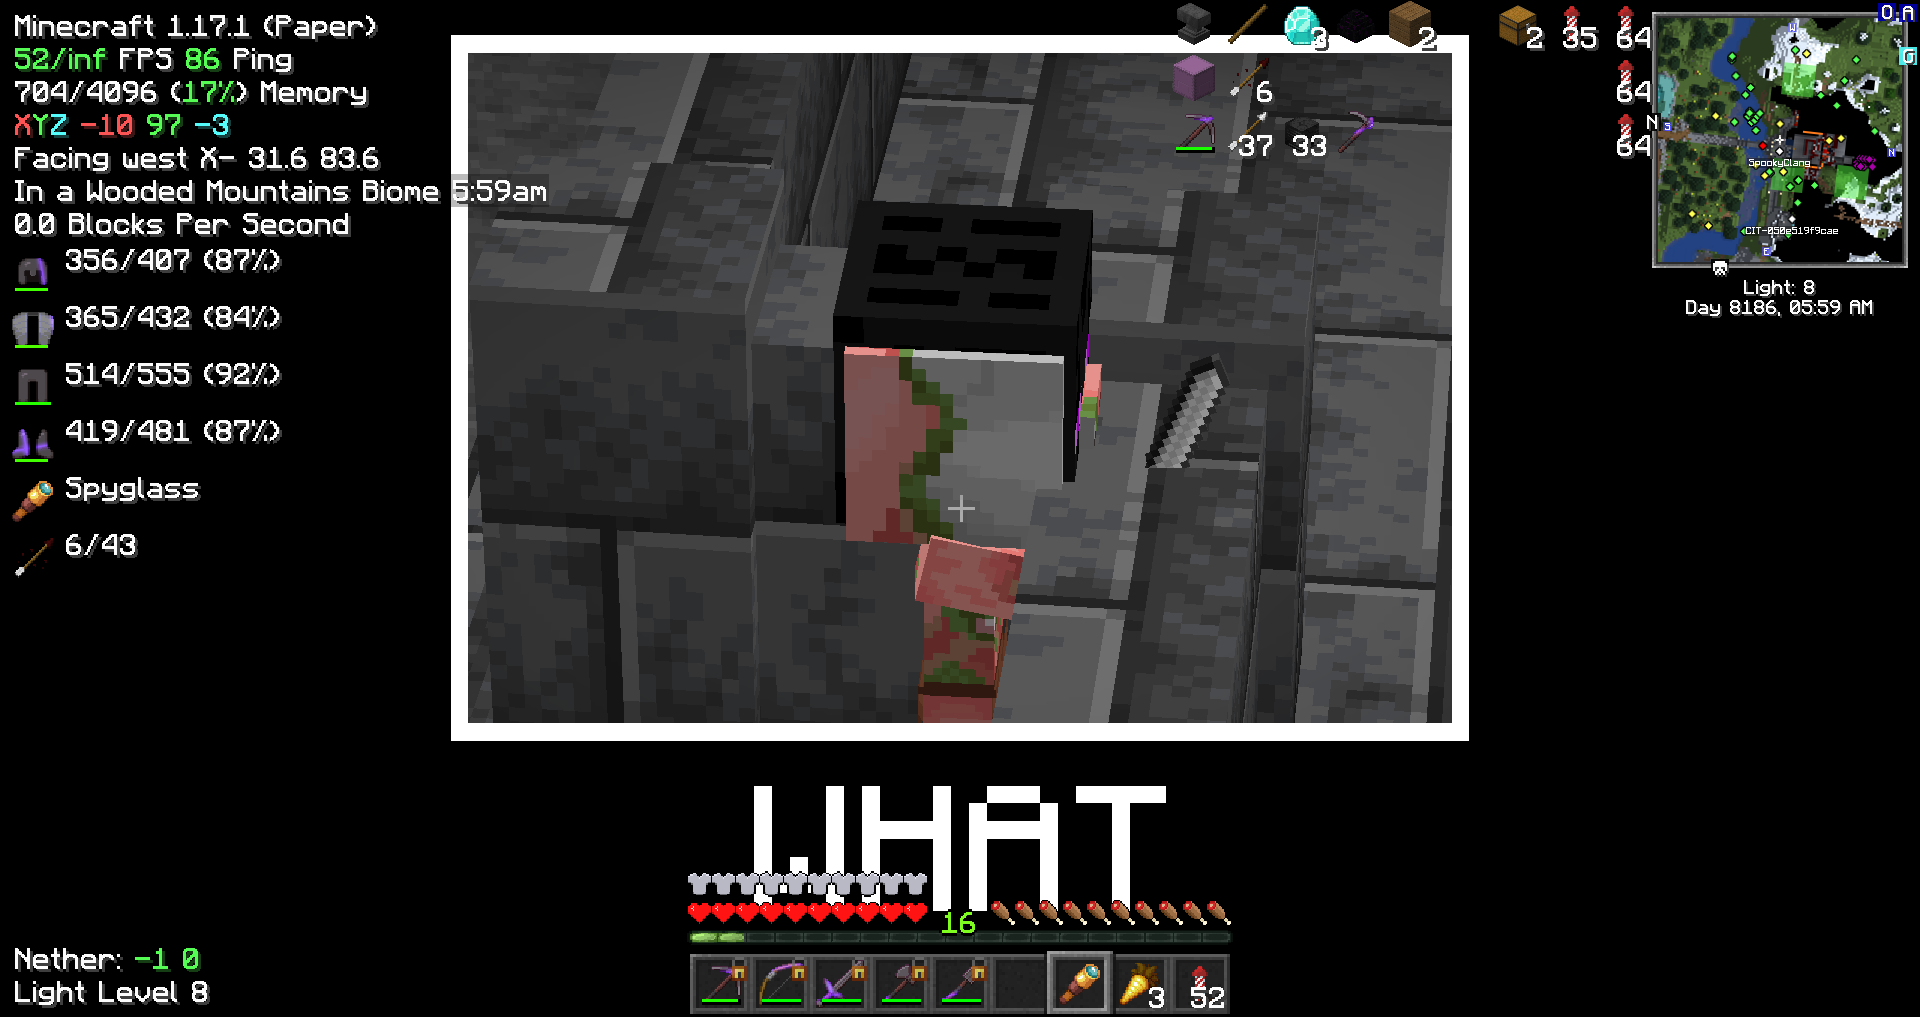 Minecraft 1.17.1 (Paper)
52/inf FPS 86 Ping
704/4096 (17%) Memory
XYZ -10 97 -3
Facing west X- 31.6 83.6
In a Wooded Mountains Biome 5:59am
0.0 Blocks Per Second
356/407 (87%)
365/432 (84%)
514/555 (92%)
419/481 (87%)
Spyglass
6/43
3
2
6
37
33
2
35
64
64
64
O,A
G
N
S
W
N
E
SpookyClang
CIT-050e519f9cae
Light: 8
Day 8186, 05:59 AM
WHAT
16
3
52
Nether: -1 0
Light Level 8